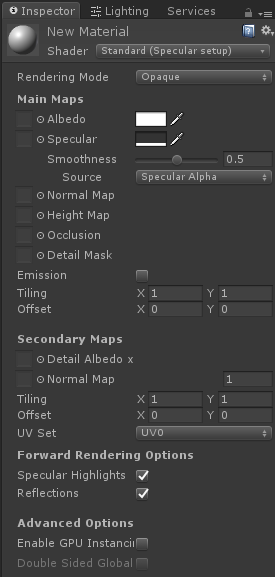 Inspector Lighting Services
New Material
Shader Standard (Specular setup)
Rendering Mode Opaque
Main Maps
Albedo
Specular
Smoothness 0.5
Source Specular Alpha
Normal Map
Height Map
Occlusion
Detail Mask
Emission
Tiling X 1 Y 1
Offset X 0 Y 0
Secondary Maps
Detail Albedo x
Normal Map 1
Tiling X 1 Y 1
Offset X 0 Y 0
UV Set UV0
Forward Rendering Options
Specular Highlights
Reflections
Advanced Options
Enable GPU Instancin
Double Sided Global